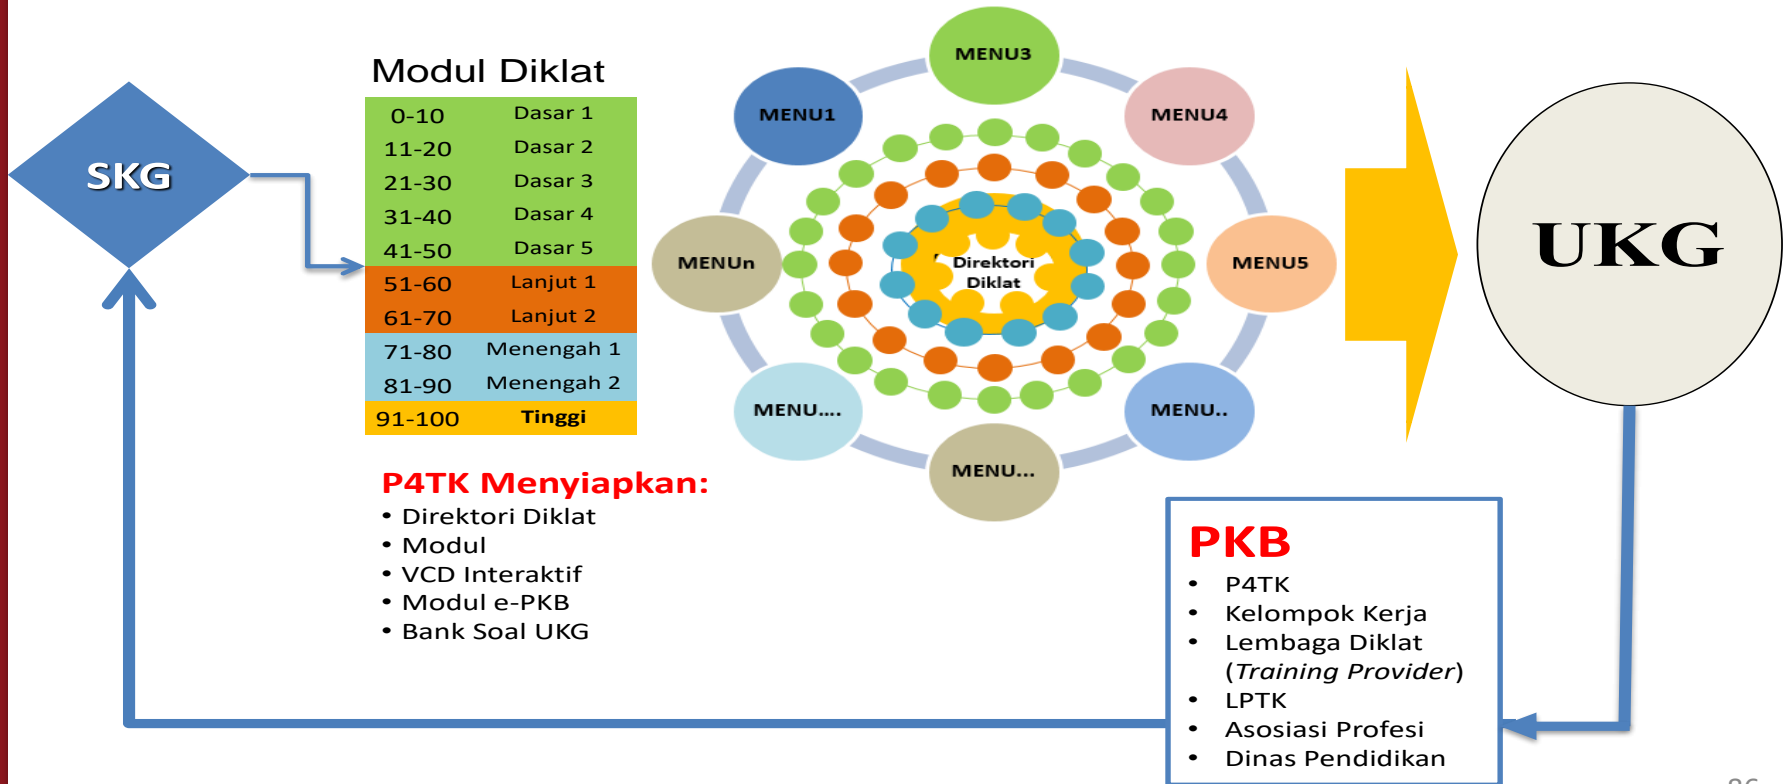 SKG
Modul Diklat
0-10 Dasar 1
11-20 Dasar 2
21-30 Dasar 3
31-40 Dasar 4
41-50 Dasar 5
51-60 Lanjut 1
61-70 Lanjut 2
71-80 Menengah 1
81-90 Menengah 2
91-100 Tinggi
P4TK Menyiapkan:
• Direktori Diklat
• Modul
• VCD Interaktif
• Modul e-PKB
• Bank Soal UKG
MENU3
MENU1
MENU4
MENUn
Direktori
Diklat
MENU5
MENU....
MENU..
MENU...
UKG
PKB
• P4TK
• Kelompok Kerja
• Lembaga Diklat
(Training Provider)
• LPTK
• Asosiasi Profesi
• Dinas Pendidikan